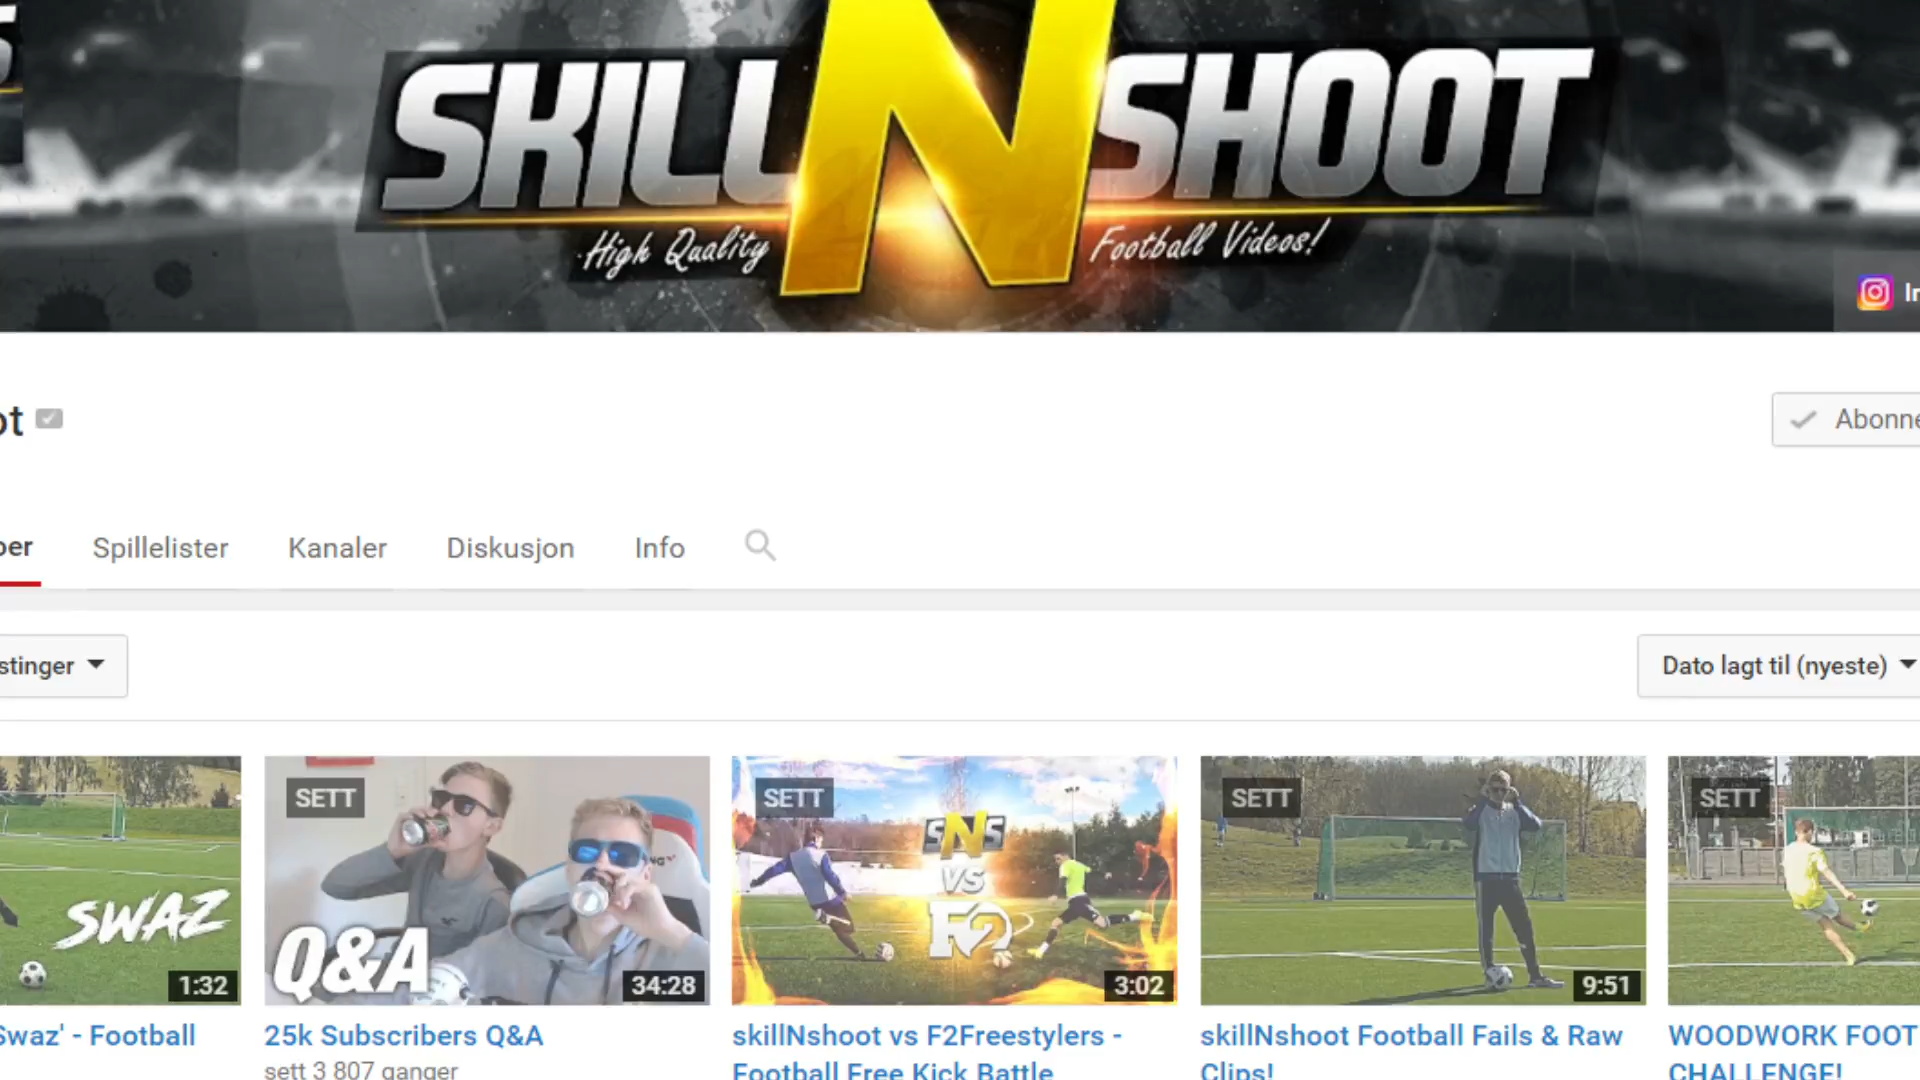 SKILL N SHOOT
High Quality Football Videos!
ot
Abonne
per
Spillelister
Kanaler
Diskusjon
Info
stinger
Dato lagt til (nyeste)
SWAZ
1:32
SETT
Q&A
34:28
SETT
SNS
VS
F2
3:02
SETT
9:51
SETT
Swaz' - Football
25k Subscribers Q&A
sett 3 807 ganger
skillNshoot vs F2Freestylers -
Football Free Kick Battle
skillNshoot Football Fails & Raw
Clips!
WOODWORK FOOT
CHALLENGE!